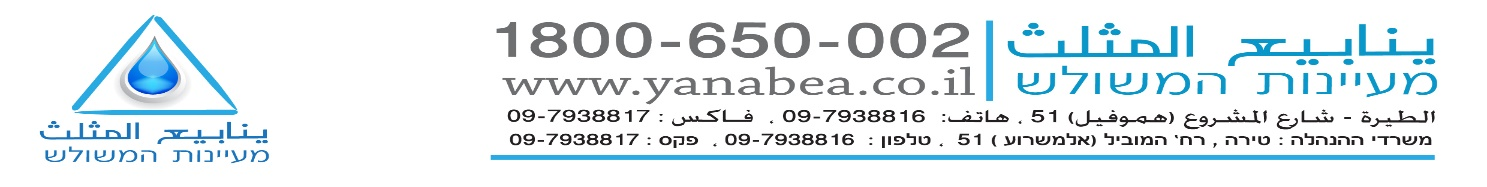 ينابيع المثلث
מעיינות המשולש
ينابيع المثلث
1800-650-002
מעיינות המשולש
www.yanabea.co.il
الطيرة - شارع المشروع (هموفيل) 51 . هاتف: 09-7938816 . فاكس : 09-7938817
משרדי ההנהלה : טירה , רח' המוביל (אלמשרוע ) 51 . טלפון : 09-7938816 . פקס : 09-7938817